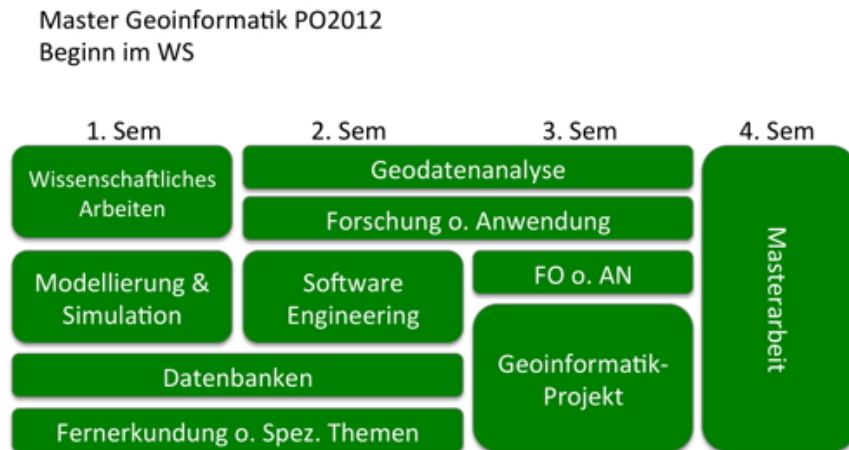 Master Geoinformatik PO2012
Beginn im WS
1. Sem
2. Sem
3. Sem
4. Sem
Wissenschaftliches
Arbeiten
Geodatenanalyse
Forschung o. Anwendung
Modellierung &
Simulation
Software
Engineering
FO o. AN
Geoinformatik-
Projekt
Datenbanken
Fernerkundung o. Spez. Themen
Masterarbeit